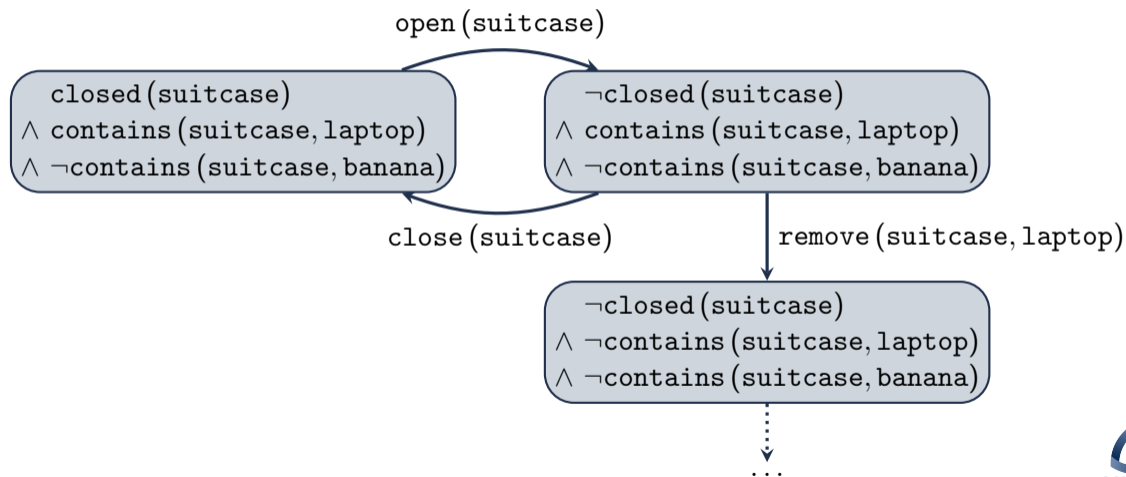 open(suitcase)
closed(suitcase)
∧ contains(suitcase, laptop)
∧ ¬contains(suitcase, banana)
¬closed(suitcase)
∧ contains(suitcase, laptop)
∧ ¬contains(suitcase, banana)
close(suitcase)
remove(suitcase, laptop)
¬closed(suitcase)
∧ ¬contains(suitcase, laptop)
∧ ¬contains(suitcase, banana)
...